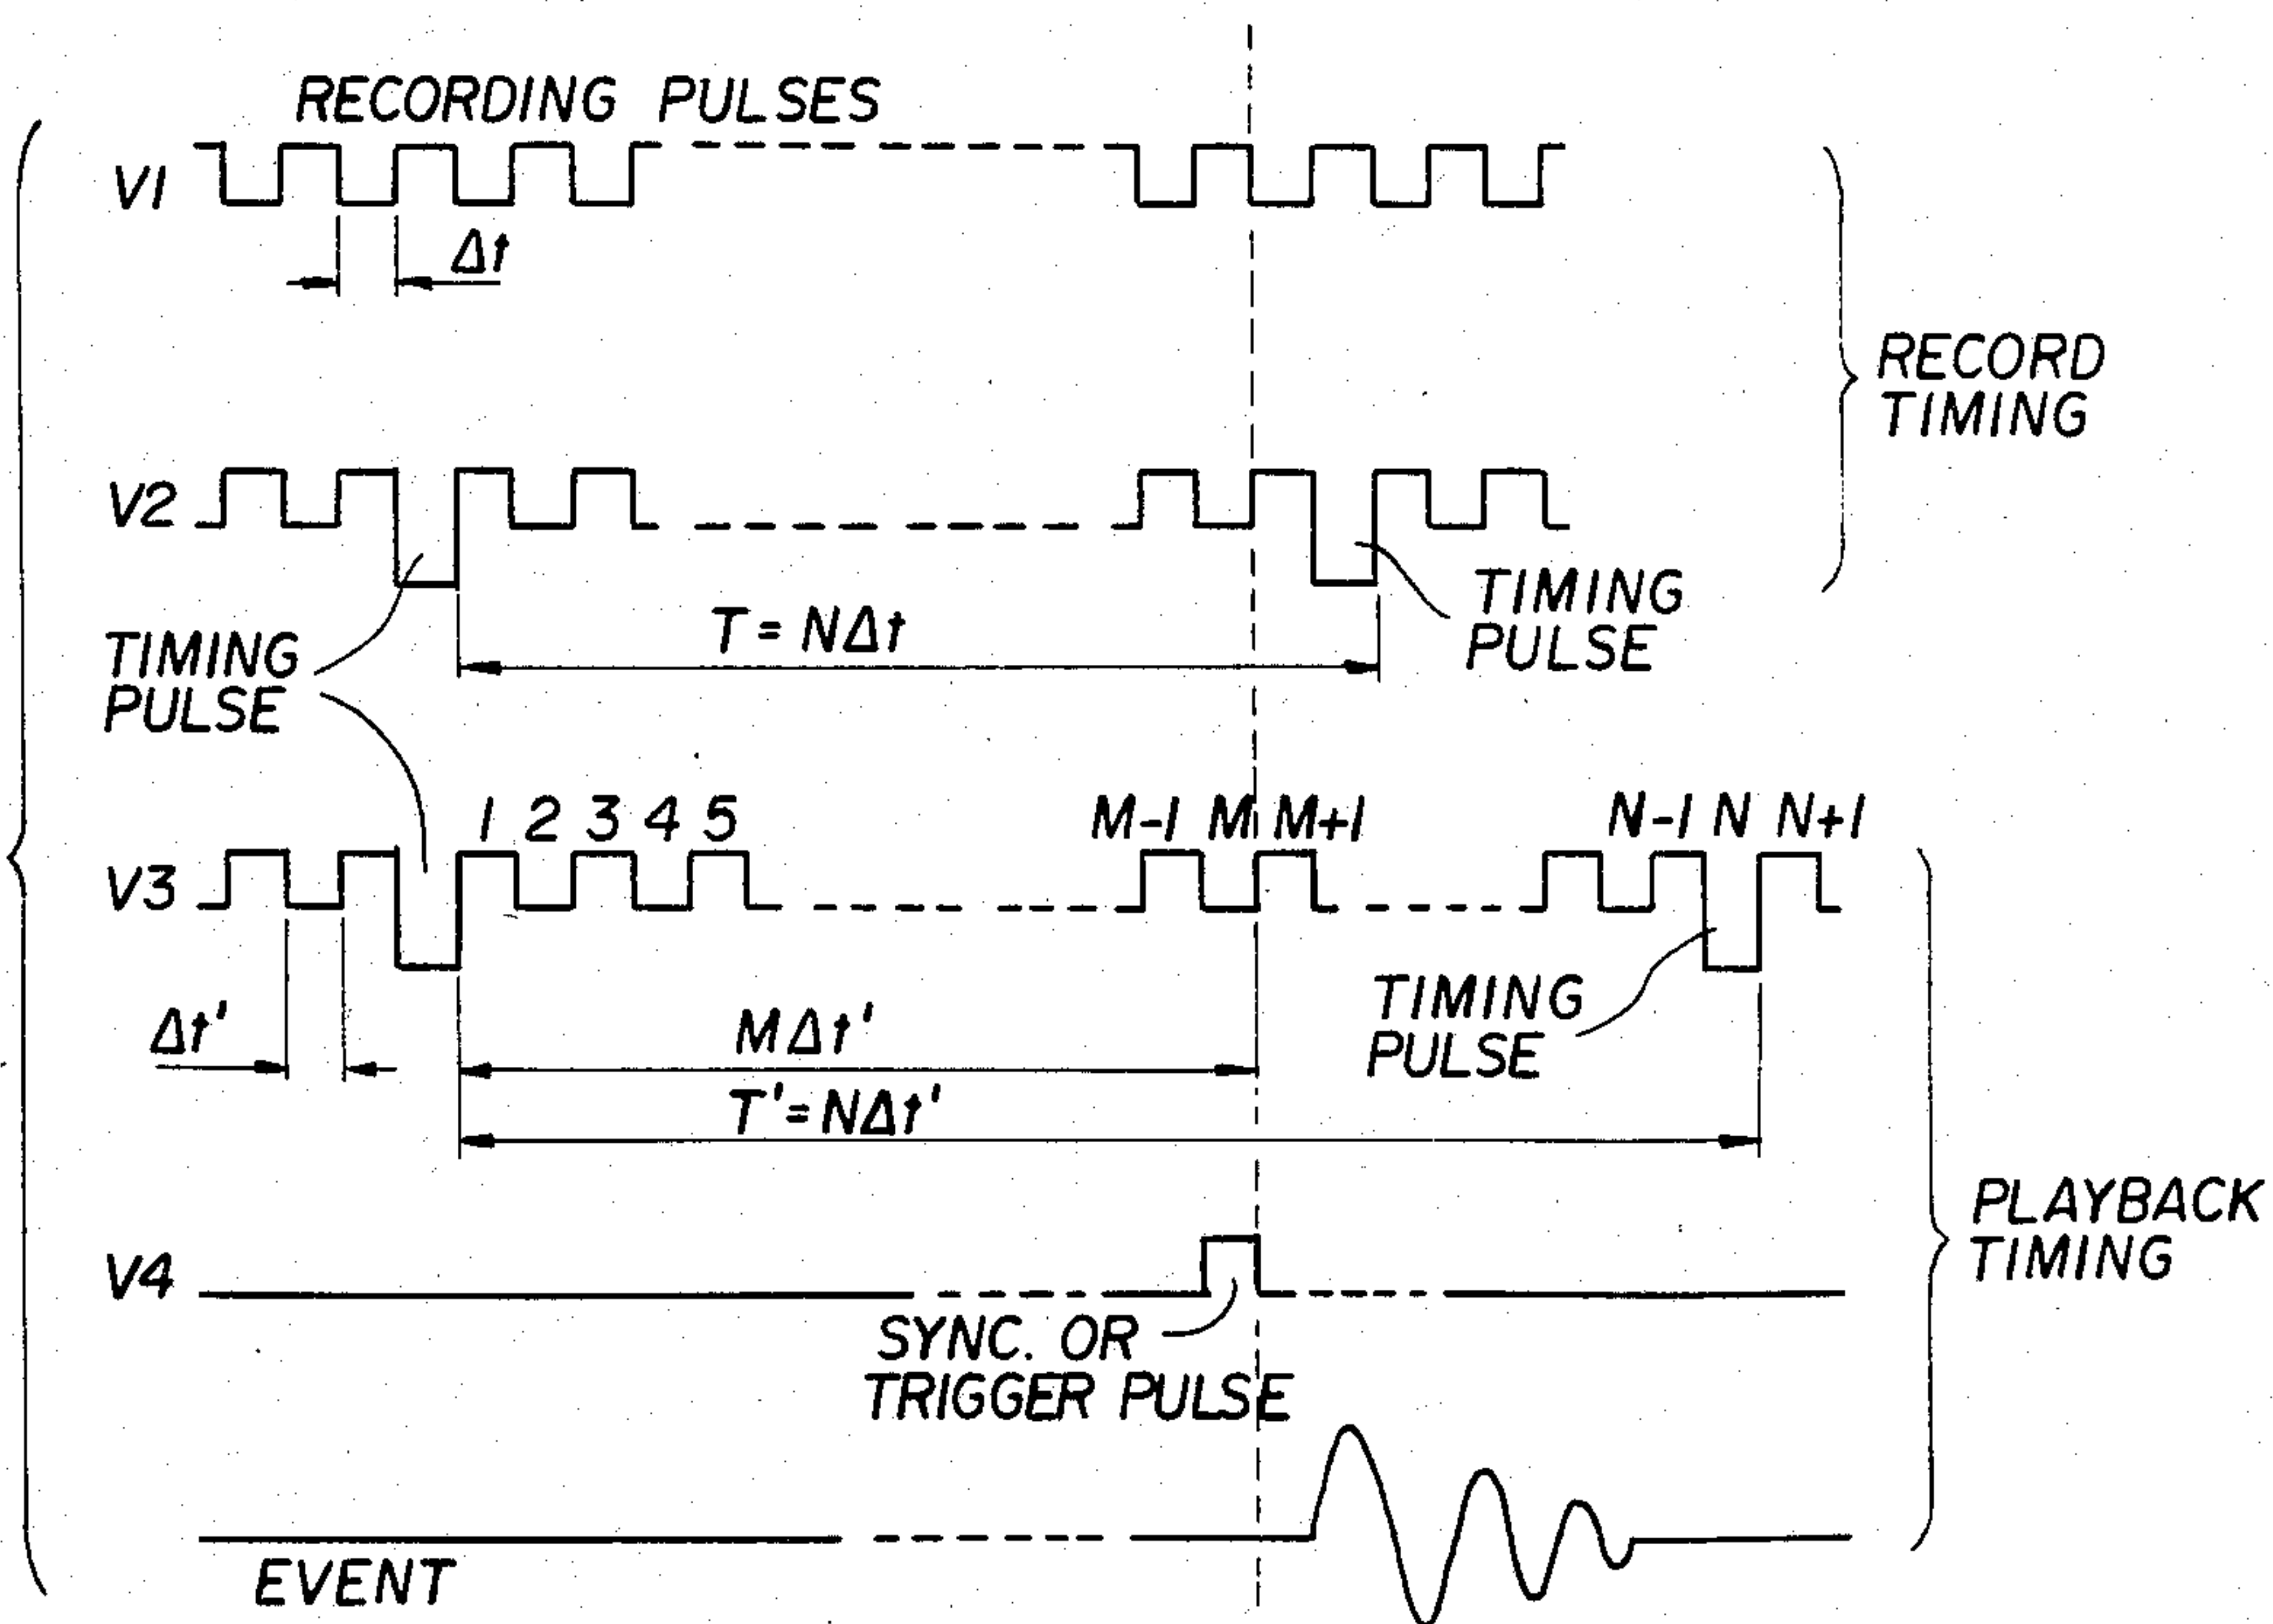 RECORDING PULSES
V1
Δt
RECORD
TIMING
V2
TIMING
PULSE
T=NΔt
TIMING
PULSE
1 2 3 4 5
M-1 M M+1
N-1 N N+1
V3
Δt'
MΔt'
TIMING
PULSE
T'=NΔt'
PLAYBACK
TIMING
V4
SYNC. OR
TRIGGER PULSE
EVENT